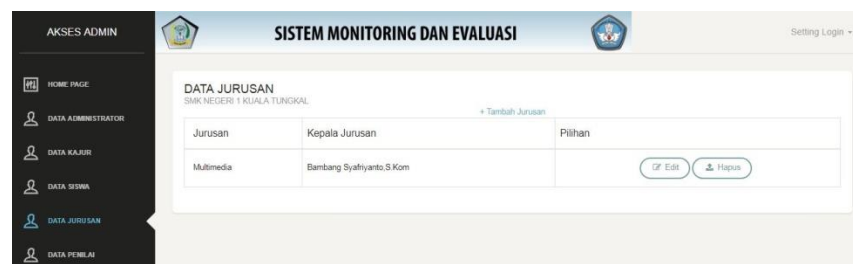 AKSES ADMIN
SISTEM MONITORING DAN EVALUASI
Setting Login
HOME PAGE
DATA ADMINISTRATOR
DATA KAJUR
DATA SISWA
DATA JURUSAN
DATA PENILAI
DATA JURUSAN
SMK NEGERI 1 KUALA TUNGKAL
+ Tambah Jurusan
Jurusan Kepala Jurusan Pilihan
Multimedia Bambang Syafriyanto,S.Kom Edit Hapus